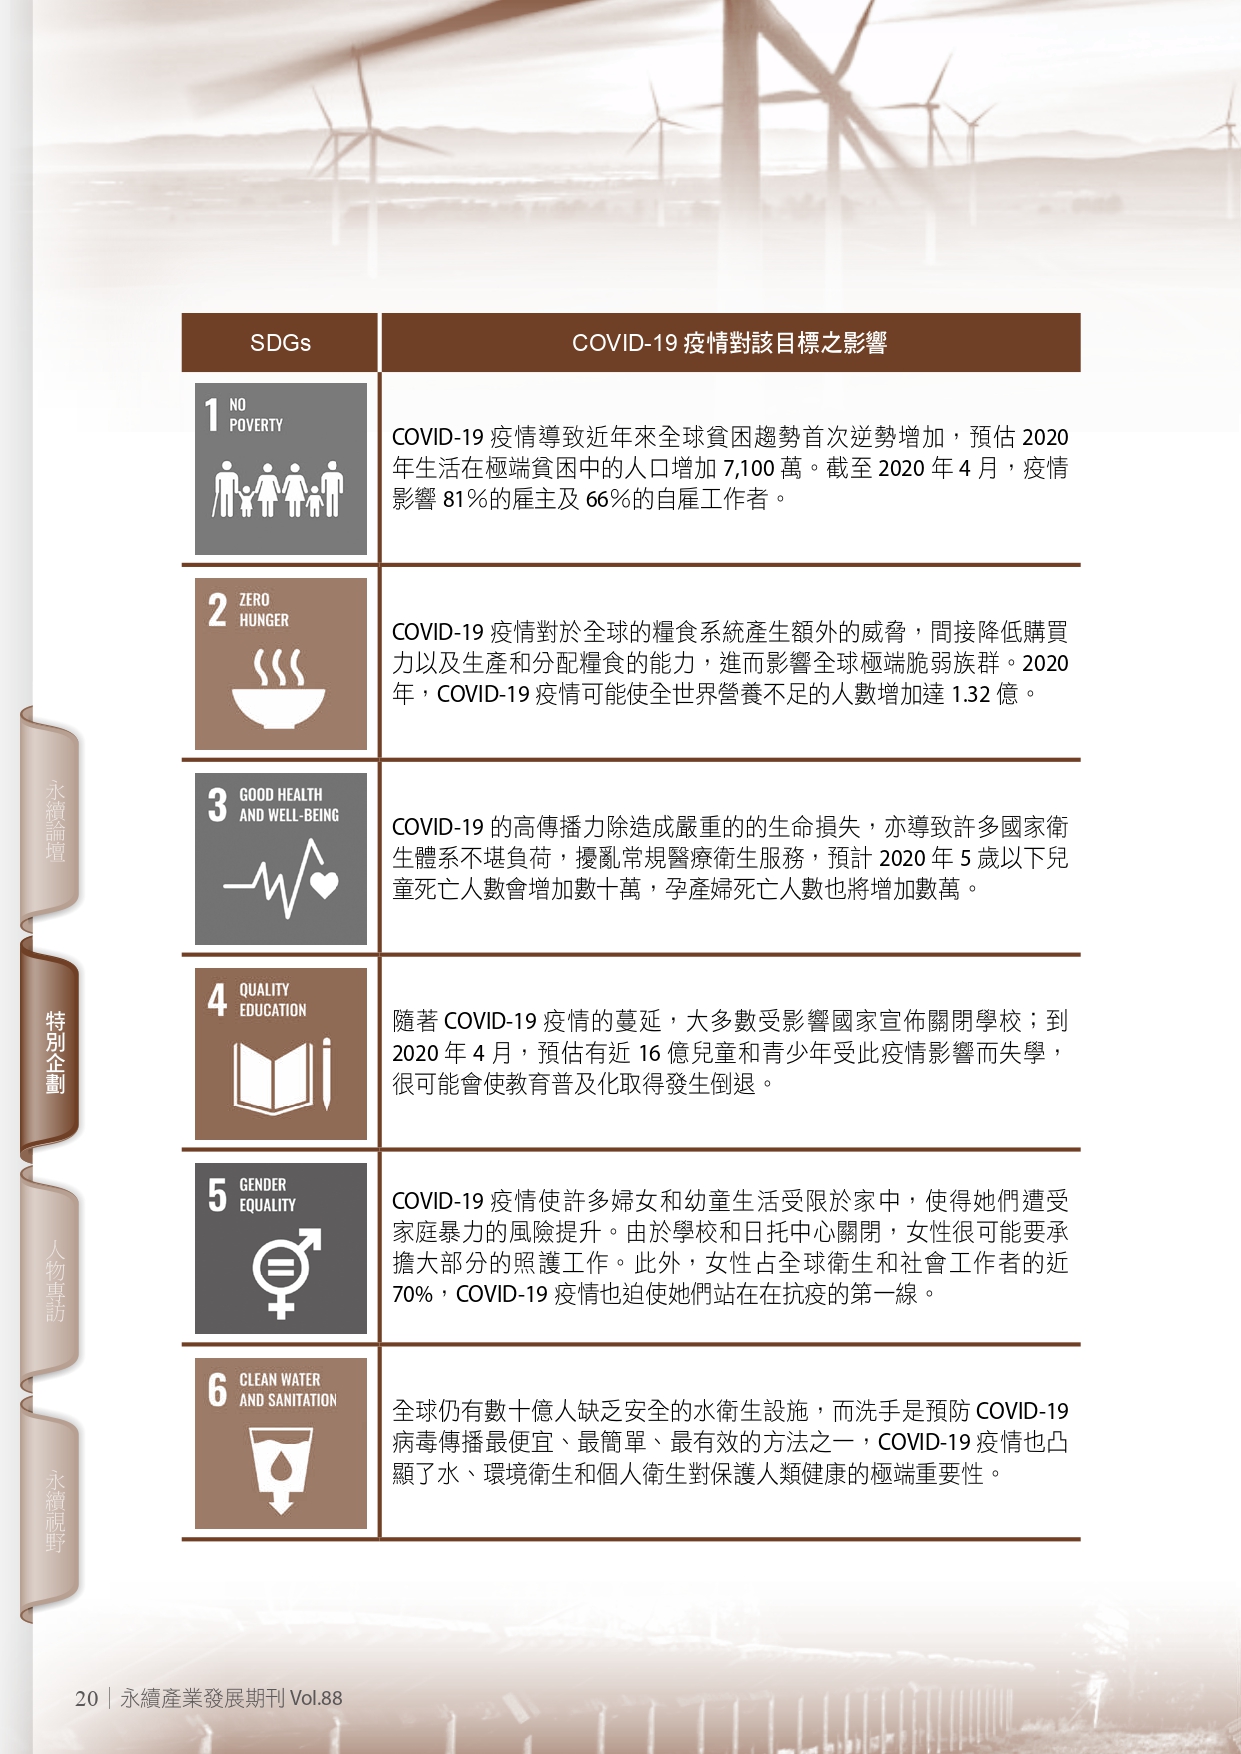 SDGs
COVID-19 疫情對該目標之影響
1 NO
POVERTY
COVID-19 疫情導致近年來全球貧困趨勢首次逆勢增加，預估 2020
年生活在極端貧困中的人口增加 7,100 萬。截至 2020 年 4 月，疫情
影響 81%的雇主及 66%的自雇工作者。
2 ZERO
HUNGER
COVID-19 疫情對於全球的糧食系統產生額外的威脅，間接降低購買
力以及生產和分配糧食的能力，進而影響全球極端脆弱族群。2020
年，COVID-19 疫情可能使全世界營養不足的人數增加達 1.32 億。
3 GOOD HEALTH
AND WELL-BEING
COVID-19 的高傳播力除造成嚴重的的生命損失，亦導致許多國家衛
生體系不堪負荷，擾亂常規醫療衛生服務，預計 2020 年 5 歲以下兒
童死亡人數會增加數十萬，孕產婦死亡人數也將增加數萬。
4 QUALITY
EDUCATION
隨著 COVID-19 疫情的蔓延，大多數受影響國家宣佈關閉學校；到
2020 年 4 月，預估有近 16 億兒童和青少年受此疫情影響而失學，
很可能會使教育普及化取得發生倒退。
5 GENDER
EQUALITY
COVID-19 疫情使許多婦女和幼童生活受限於家中，使得她們遭受
家庭暴力的風險提升。由於學校和日托中心關閉，女性很可能要承
擔大部分的照護工作。此外，女性占全球衛生和社會工作者的近
70%，COVID-19 疫情也迫使她們站在在抗疫的第一線。
6 CLEAN WATER
AND SANITATION
全球仍有數十億人缺乏安全的水衛生設施，而洗手是預防 COVID-19
病毒傳播最便宜、最簡單、最有效的方法之一，COVID-19 疫情也凸
顯了水、環境衛生和個人衛生對保護人類健康的極端重要性。
永續論壇
特別企劃
人物專訪
永續視野
20 | 永續產業發展期刊 Vol.88